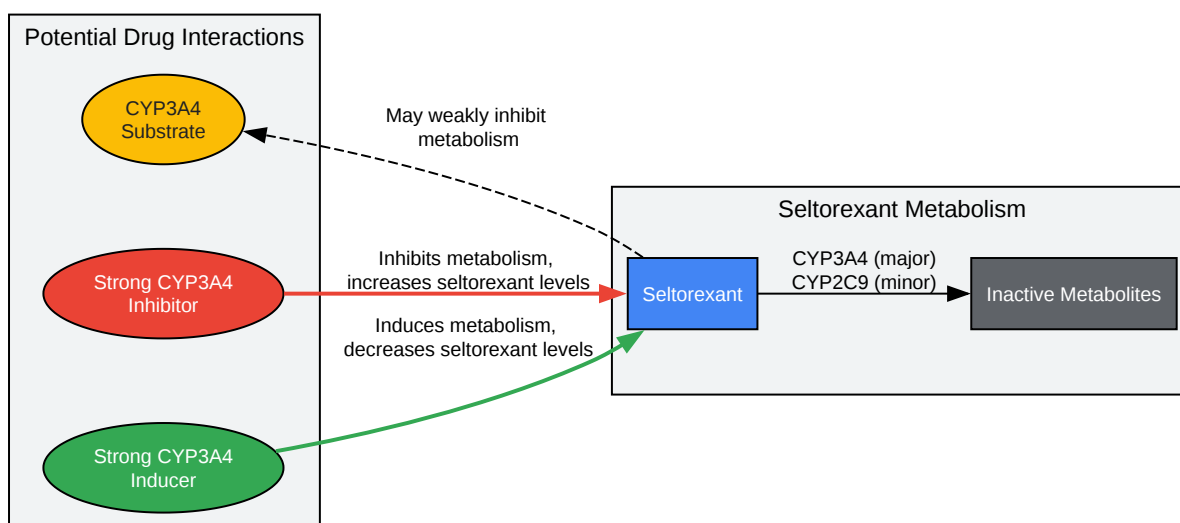 Potential Drug Interactions
CYP3A4
Substrate
May weakly inhibit
metabolism
Seltorexant Metabolism
Strong CYP3A4
Inhibitor
Inhibits metabolism,
increases seltorexant levels
Seltorexant
CYP3A4 (major)
CYP2C9 (minor)
Inactive Metabolites
Induces metabolism,
decreases seltorexant levels
Strong CYP3A4
Inducer